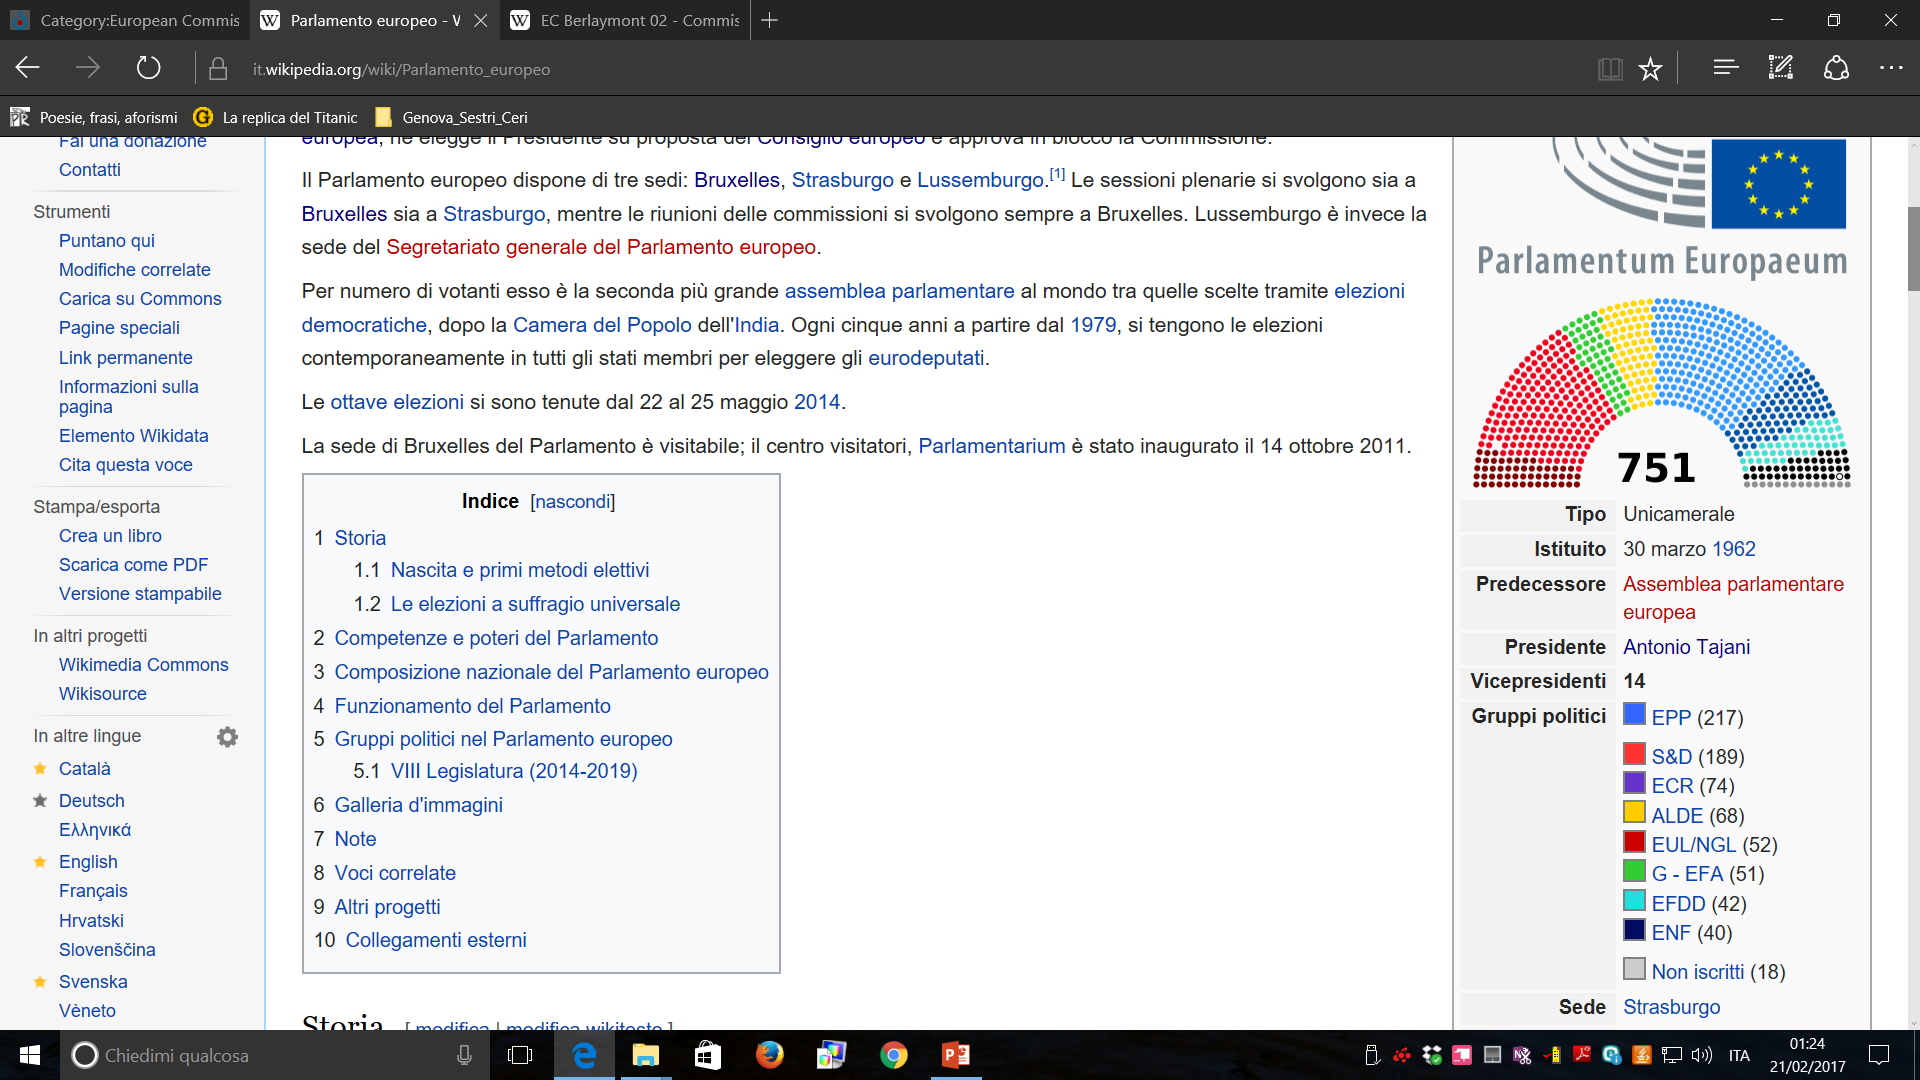 Category:European Commis
Parlamento europeo - W
EC Berlaymont 02 - Commis
it.wikipedia.org/wiki/Parlamento_europeo
Poesie, frasi, aforismi
La replica del Titanic
Genova_Sestri_Ceri
Fai una donazione
Contatti
Strumenti
Puntano qui
Modifiche correlate
Carica su Commons
Pagine speciali
Link permanente
Informazioni sulla
pagina
Elemento Wikidata
Cita questa voce
Stampa/esporta
Crea un libro
Scarica come PDF
Versione stampabile
In altri progetti
Wikimedia Commons
Wikisource
In altre lingue
Català
Deutsch
Ελληνικά
English
Français
Hrvatski
Slovenščina
Svenska
Vèneto
europea, ne elegge il Presidente su proposta del Consiglio europeo e approva in blocco la Commissione.
Il Parlamento europeo dispone di tre sedi: Bruxelles, Strasburgo e Lussemburgo.[1] Le sessioni plenarie si svolgono sia a
Bruxelles sia a Strasburgo, mentre le riunioni delle commissioni si svolgono sempre a Bruxelles. Lussemburgo è invece la
sede del Segretariato generale del Parlamento europeo.
Per numero di votanti esso è la seconda più grande assemblea parlamentare al mondo tra quelle scelte tramite elezioni
democratiche, dopo la Camera del Popolo dell'India. Ogni cinque anni a partire dal 1979, si tengono le elezioni
contemporaneamente in tutti gli stati membri per eleggere gli eurodeputati.
Le ottave elezioni si sono tenute dal 22 al 25 maggio 2014.
La sede di Bruxelles del Parlamento è visitabile; il centro visitatori, Parlamentarium è stato inaugurato il 14 ottobre 2011.
Indice [nascondi]
1 Storia
1.1 Nascita e primi metodi elettivi
1.2 Le elezioni a suffragio universale
2 Competenze e poteri del Parlamento
3 Composizione nazionale del Parlamento europeo
4 Funzionamento del Parlamento
5 Gruppi politici nel Parlamento europeo
5.1 VIII Legislatura (2014-2019)
6 Galleria d'immagini
7 Note
8 Voci correlate
9 Altri progetti
10 Collegamenti esterni
Storia [ modifica | modifica wikitesto ]
Parlamentum Europaeum
751
Tipo Unicamerale
Istituito 30 marzo 1962
Predecessore Assemblea parlamentare
europea
Presidente Antonio Tajani
Vicepresidenti 14
Gruppi politici EPP (217)
S&D (189)
ECR (74)
ALDE (68)
EUL/NGL (52)
G - EFA (51)
EFDD (42)
ENF (40)
Non iscritti (18)
Sede Strasburgo
Chiedimi qualcosa
ITA
01:24
21/02/2017